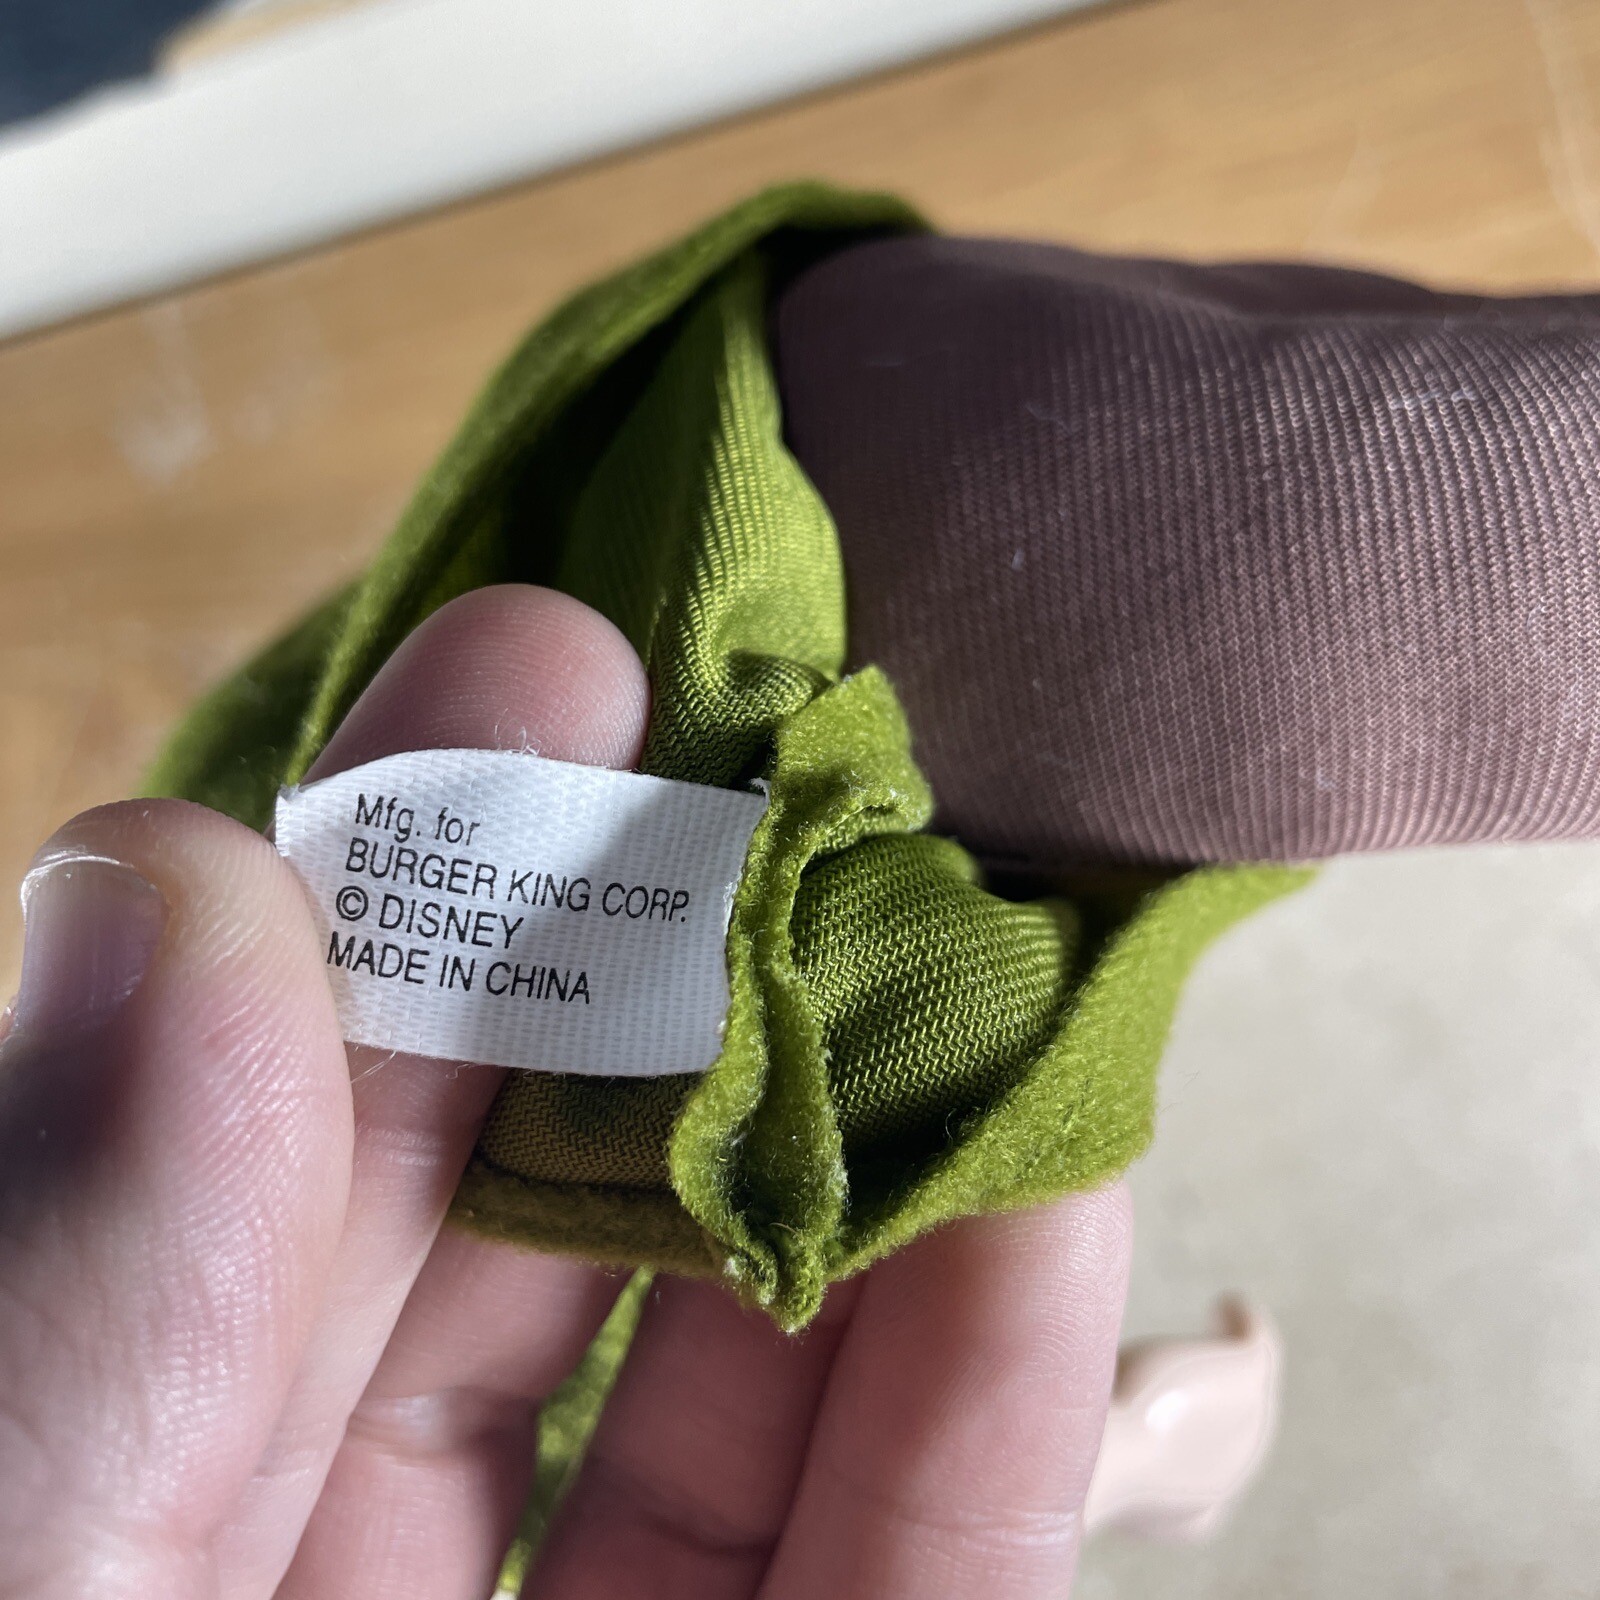 Mfg. for
BURGER KING CORP.
© DISNEY
MADE IN CHINA